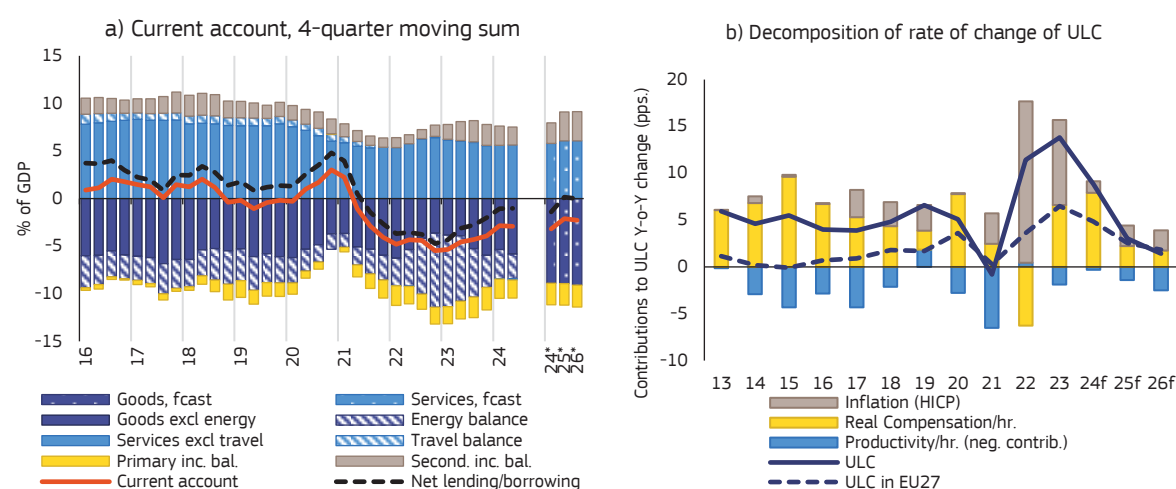 a) Current account, 4-quarter moving sum
15
10
5
0
-5
-10
-15
% of GDP
16
17
18
19
20
21
22
23
24
24*
25*
26*
Goods, fcast
Services, fcast
Goods excl energy
Energy balance
Services excl travel
Travel balance
Primary inc. bal.
Second. inc. bal.
Current account
Net lending/borrowing
b) Decomposition of rate of change of ULC
20
15
10
5
0
-5
-10
Contributions to ULC Y-o-Y change (pps.)
13 14 15 16 17 18 19 20 21 22 23 24f 25f 26f
Inflation (HICP)
Real Compensation/hr.
Productivity/hr. (neg. contrib.)
ULC
ULC in EU27